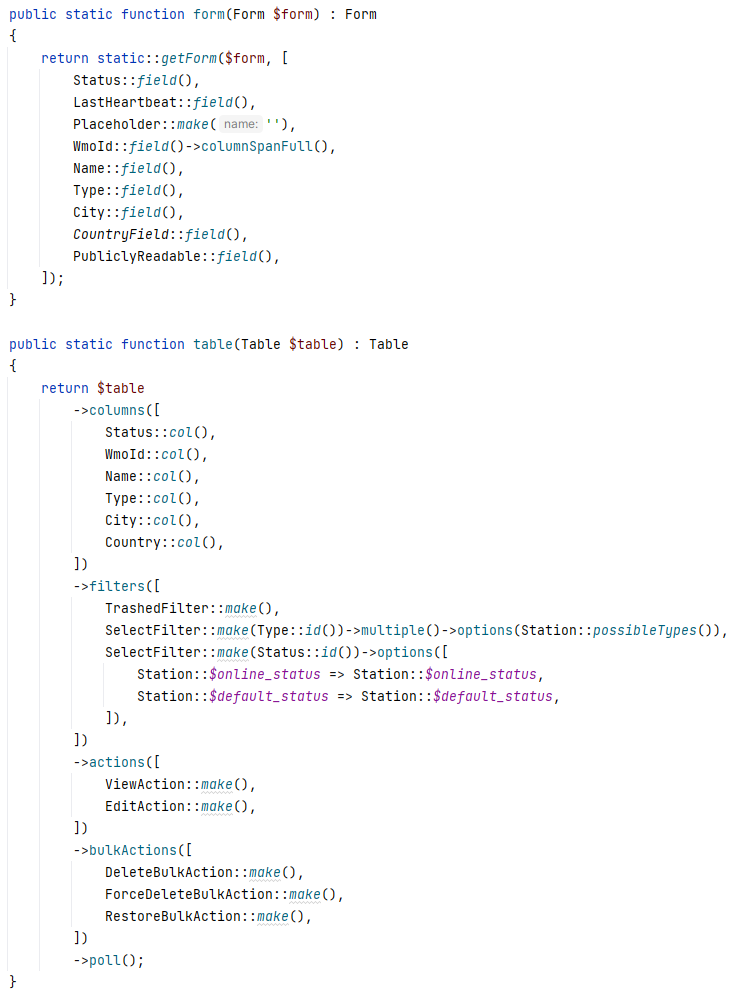 public static function form(Form $form) : Form
{
    return static::getForm($form, [
        Status::field(),
        LastHeartbeat::field(),
        Placeholder::make( name: ''),
        WmoId::field()->columnSpanFull(),
        Name::field(),
        Type::field(),
        City::field(),
        CountryField::field(),
        PubliclyReadable::field(),
    ]);
}

public static function table(Table $table) : Table
{
    return $table
        ->columns([
            Status::col(),
            WmoId::col(),
            Name::col(),
            Type::col(),
            City::col(),
            Country::col(),
        ])
        ->filters([
            TrashedFilter::make(),
            SelectFilter::make(Type::id())->multiple()->options(Station::possibleTypes()),
            SelectFilter::make(Status::id())->options([
                Station::$online_status => Station::$online_status,
                Station::$default_status => Station::$default_status,
            ]),
        ])
        ->actions([
            ViewAction::make(),
            EditAction::make(),
        ])
        ->bulkActions([
            DeleteBulkAction::make(),
            ForceDeleteBulkAction::make(),
            RestoreBulkAction::make(),
        ])
        ->poll();
}